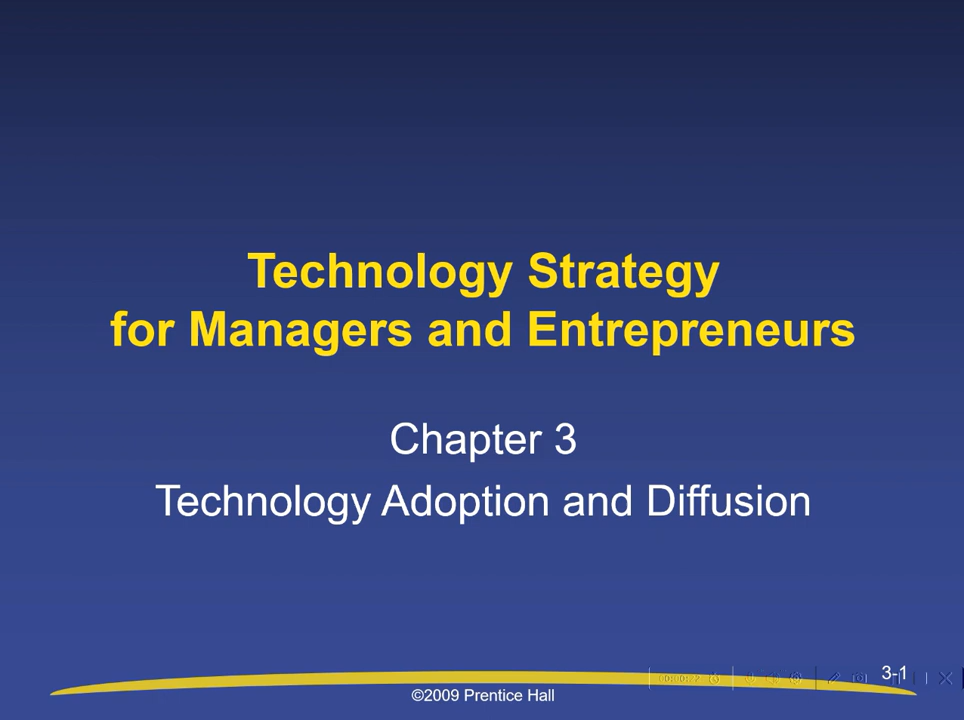 Technology Strategy
for Managers and Entrepreneurs
Chapter 3
Technology Adoption and Diffusion
3-1
©2009 Prentice Hall